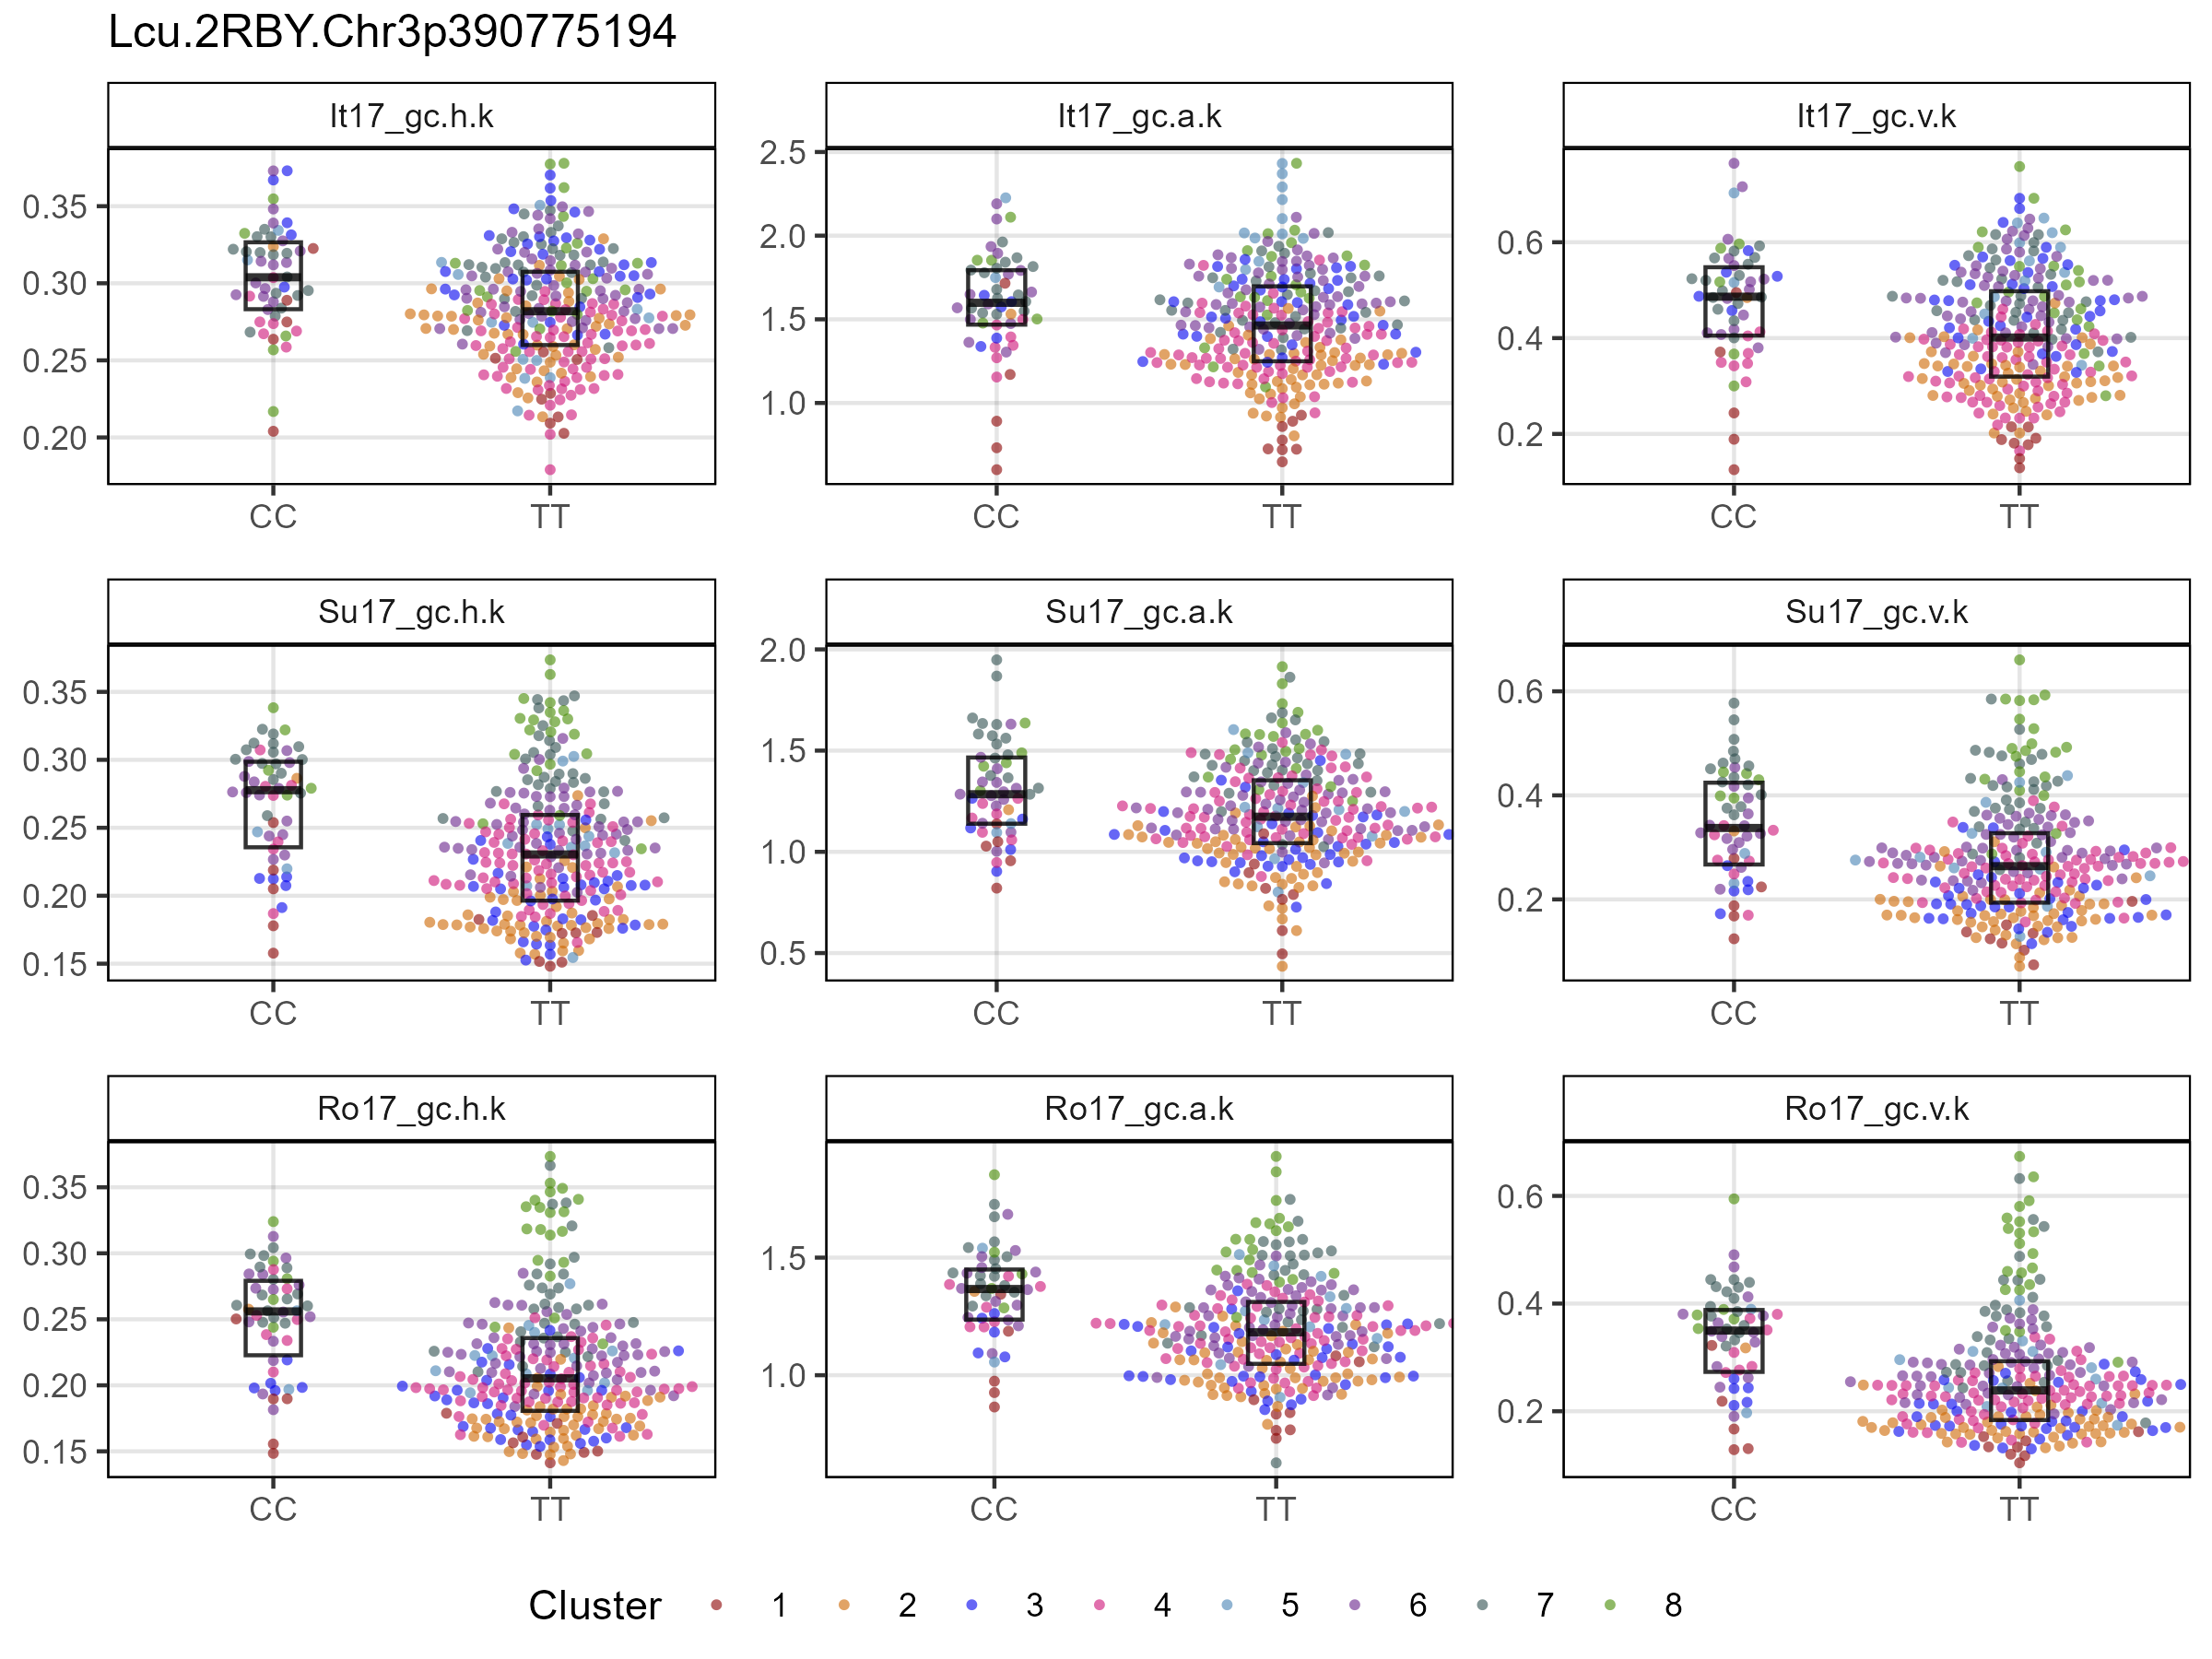 Lcu.2RBY.Chr3p390775194
It17_gc.h.k
It17_gc.a.k
It17_gc.v.k
0.35
0.30
0.25
0.20
CC TT
2.5
2.0
1.5
1.0
CC TT
0.6
0.4
0.2
CC TT
Su17_gc.h.k
Su17_gc.a.k
Su17_gc.v.k
0.35
0.30
0.25
0.20
0.15
CC TT
2.0
1.5
1.0
0.5
CC TT
0.6
0.4
0.2
CC TT
Ro17_gc.h.k
Ro17_gc.a.k
Ro17_gc.v.k
0.35
0.30
0.25
0.20
0.15
CC TT
1.5
1.0
CC TT
0.6
0.4
0.2
CC TT
Cluster 1 2 3 4 5 6 7 8